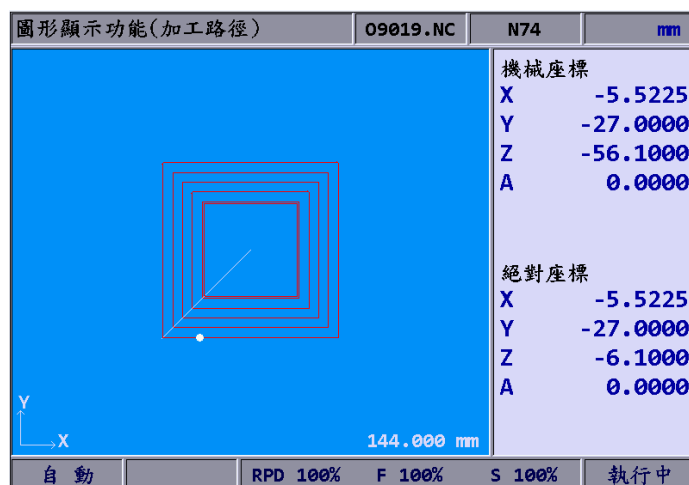 圖形顯示功能(加工路徑) O9019.NC N74 mm
機械座標
X -5.5225
Y -27.0000
Z -56.1000
A 0.0000
絕對座標
X -5.5225
Y -27.0000
Z -6.1000
A 0.0000
Y
X 144.000 mm
自 動 RPD 100% F 100% S 100% 執行中